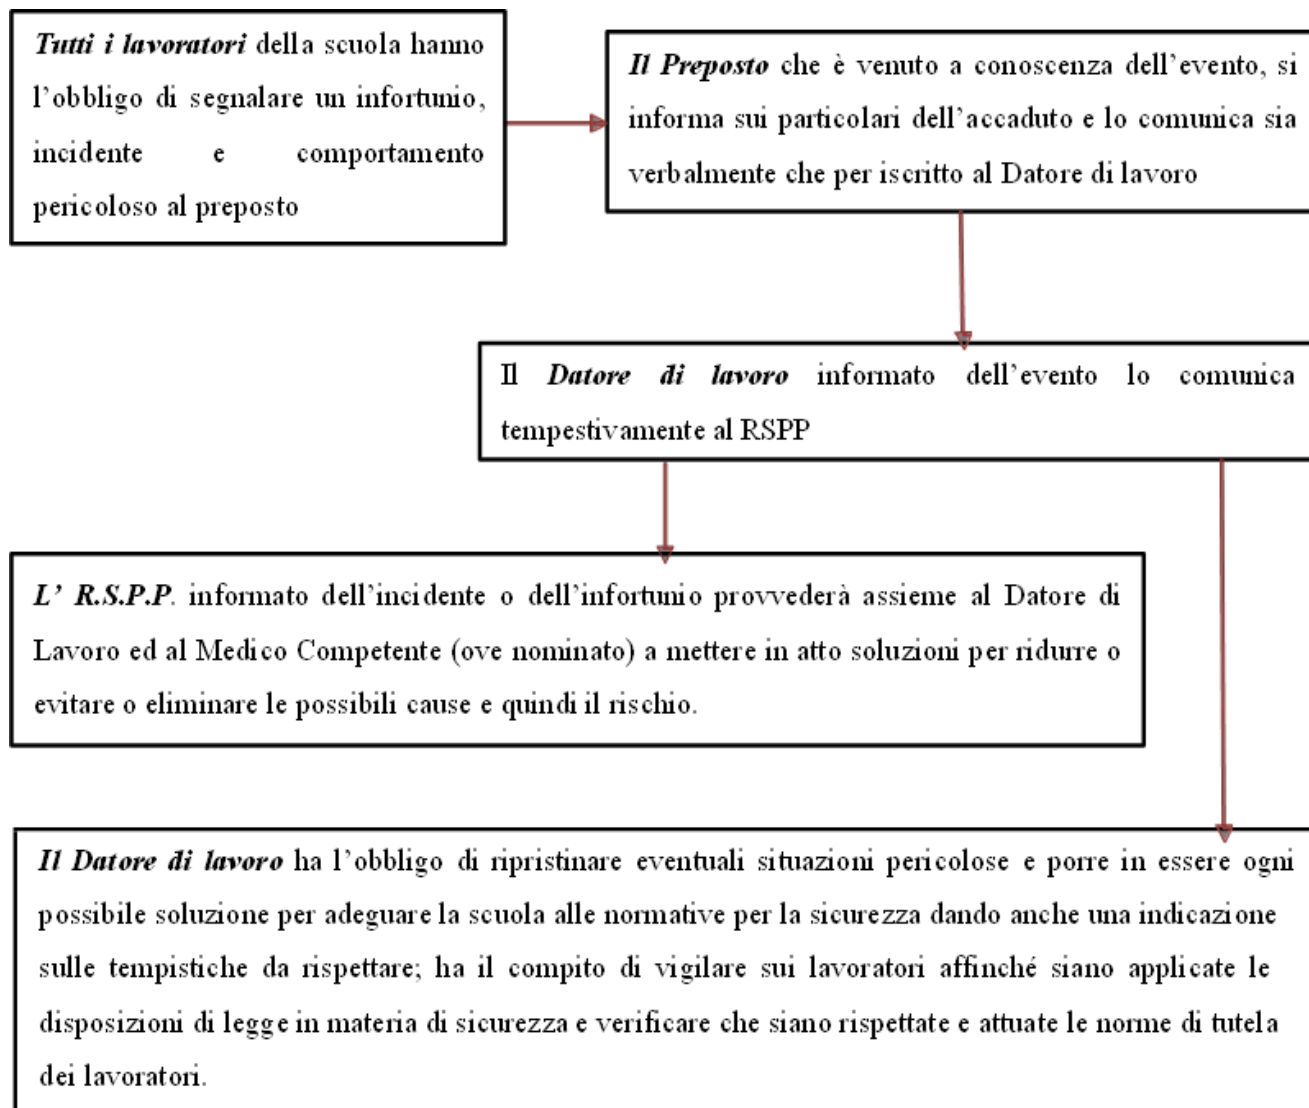 Tutti i lavoratori della scuola hanno
l'obbligo di segnalare un infortunio,
incidente e comportamento
pericoloso al preposto
Il Preposto che è venuto a conoscenza dell'evento, si
informa sui particolari dell'accaduto e lo comunica sia
verbalmente che per iscritto al Datore di lavoro
Il Datore di lavoro informato dell'evento lo comunica
tempestivamente al RSPP
L' R.S.P.P. informato dell'incidente o dell'infortunio provvederà assieme al Datore di
Lavoro ed al Medico Competente (ove nominato) a mettere in atto soluzioni per ridurre o
evitare o eliminare le possibili cause e quindi il rischio.
Il Datore di lavoro ha l'obbligo di ripristinare eventuali situazioni pericolose e porre in essere ogni
possibile soluzione per adeguare la scuola alle normative per la sicurezza dando anche una indicazione
sulle tempistiche da rispettare; ha il compito di vigilare sui lavoratori affinché siano applicate le
disposizioni di legge in materia di sicurezza e verificare che siano rispettate e attuate le norme di tutela
dei lavoratori.